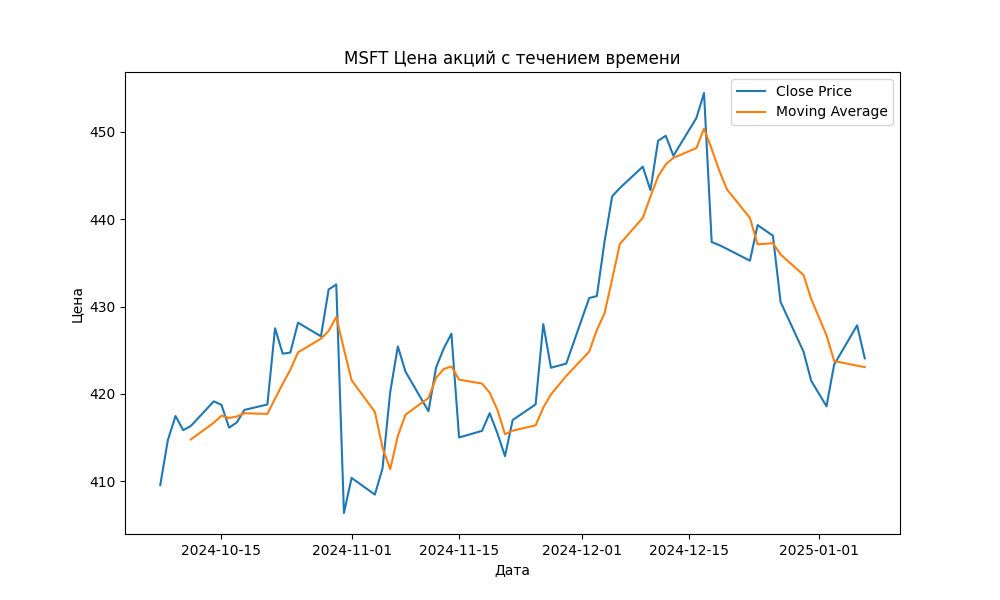 MSFT Цена акций с течением времени
Close Price
Moving Average
Цена
450
440
430
420
410
2024-10-15
2024-11-01
2024-11-15
2024-12-01
2024-12-15
2025-01-01
Дата